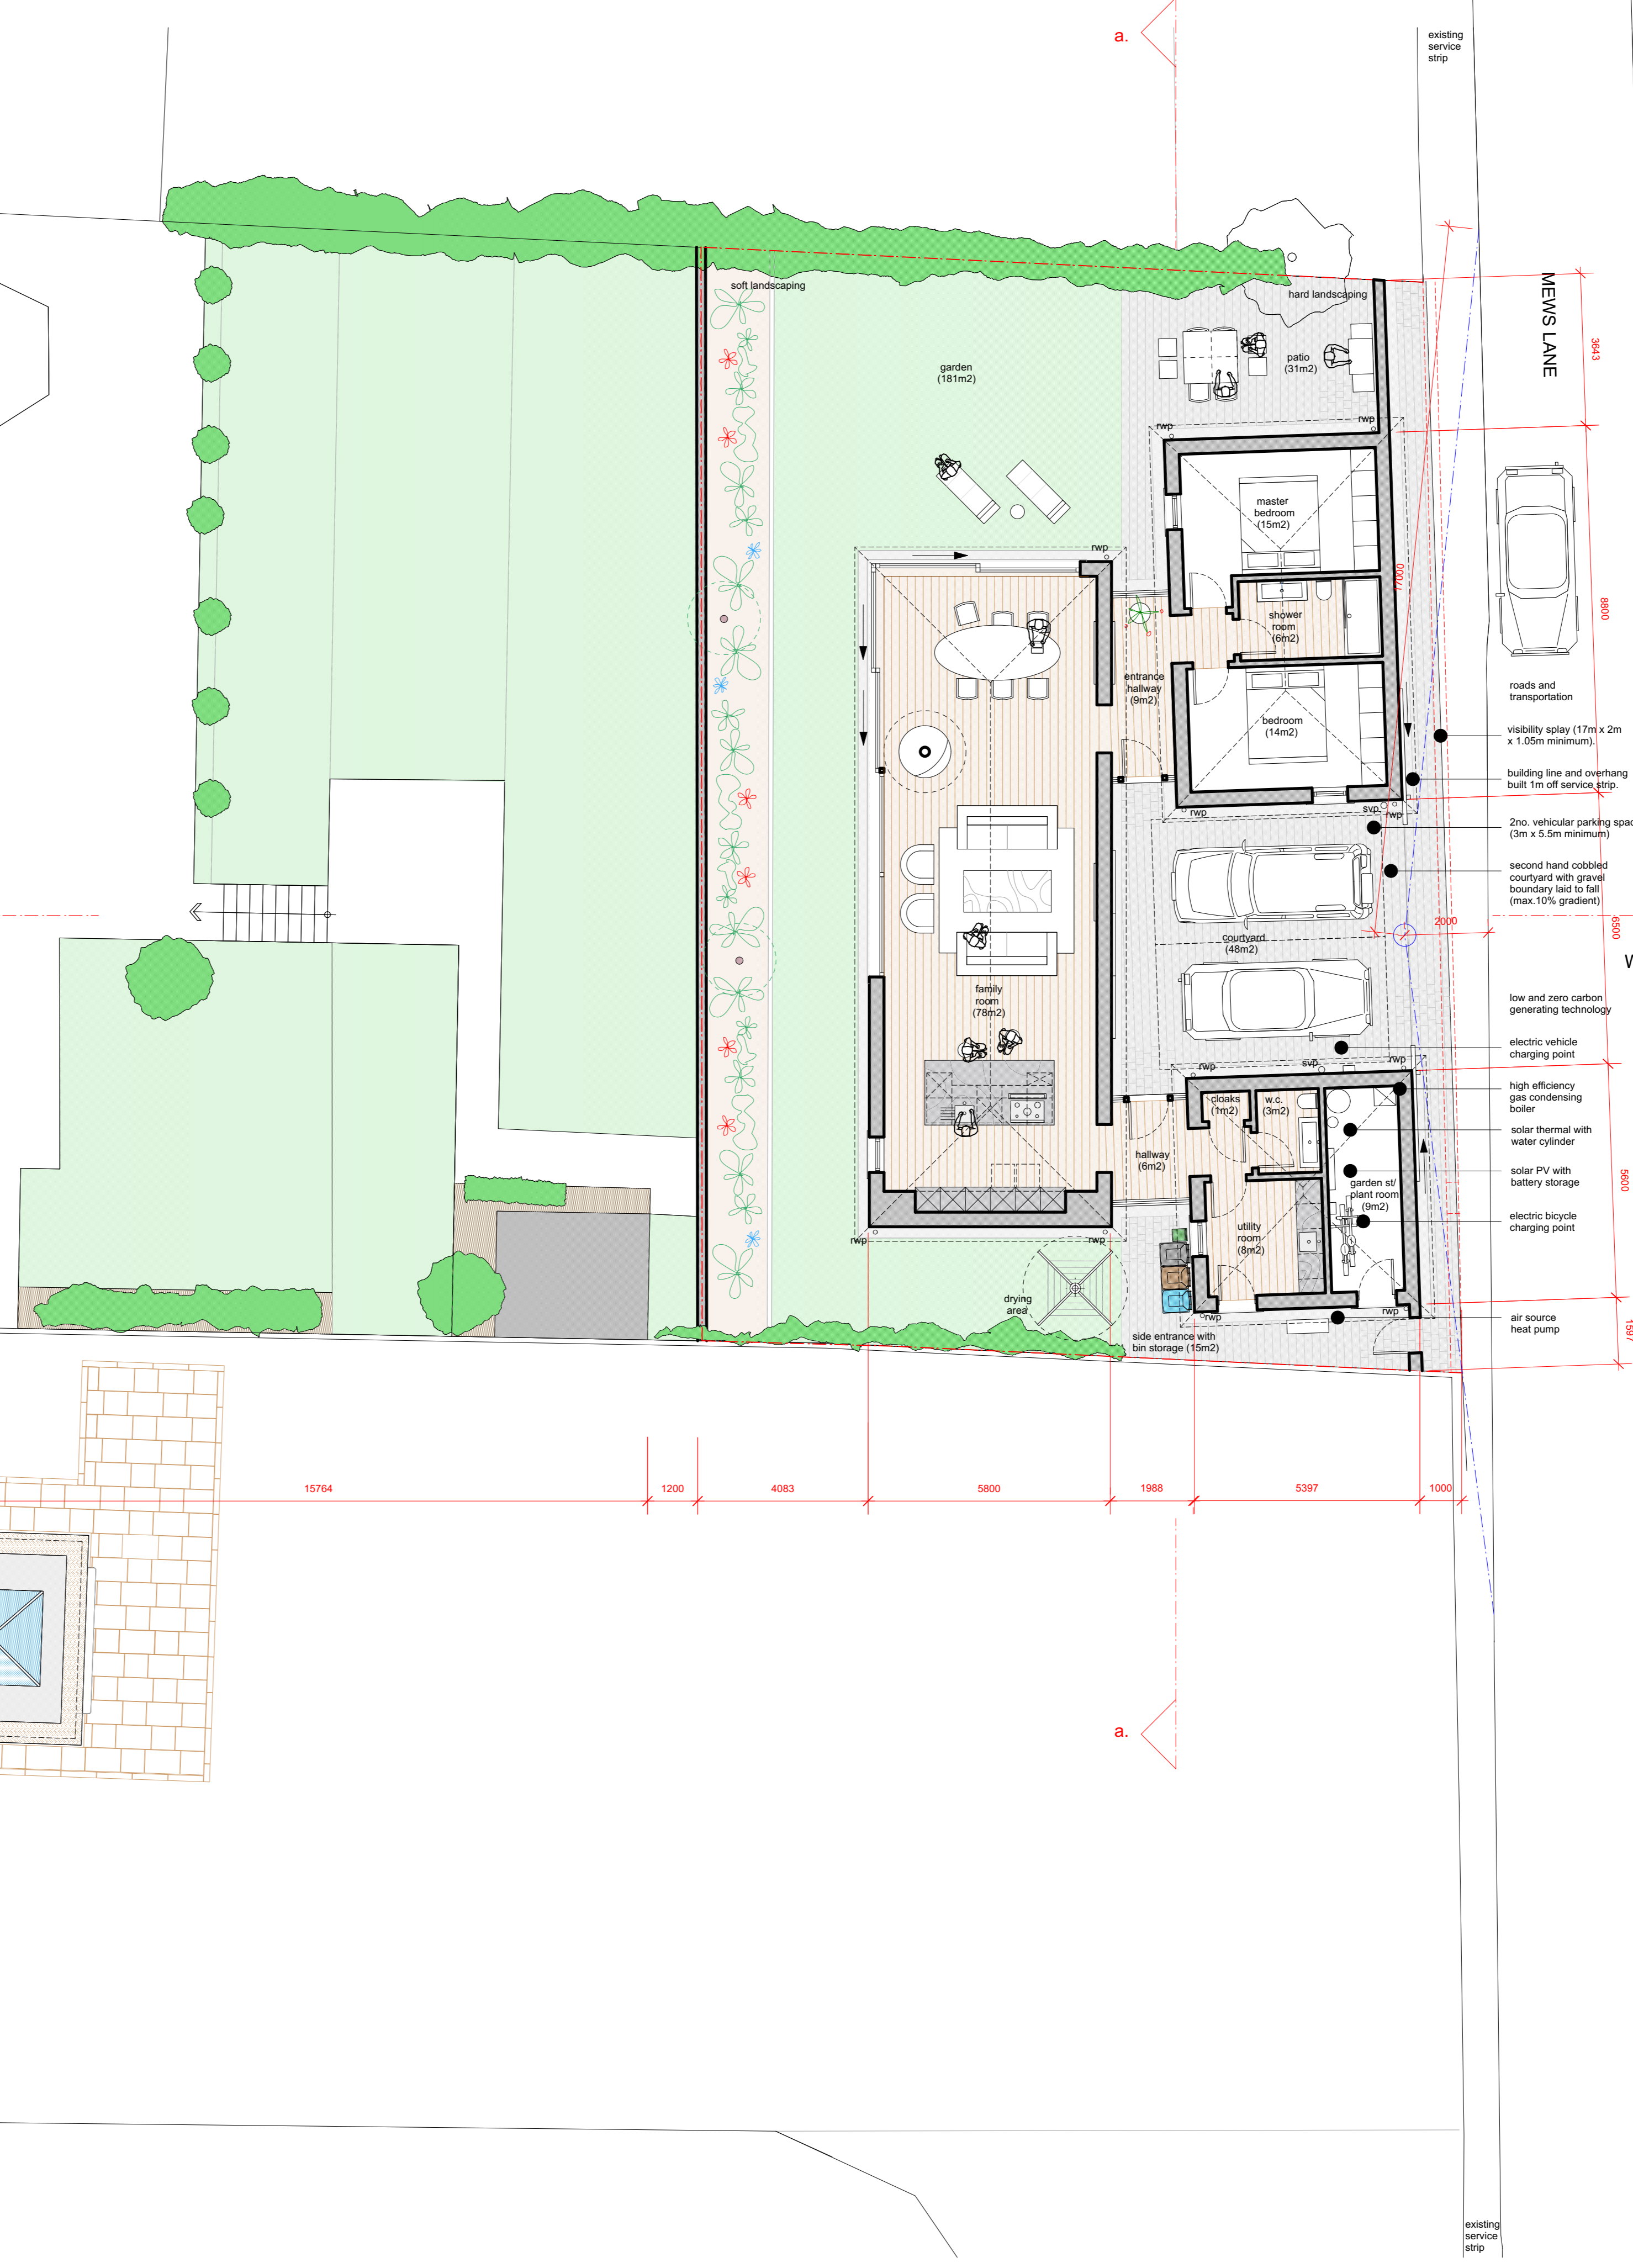 a.
existing
service
strip
MEWS LANE
soft landscaping
hard landscaping
3643
patio
(31m2)
garden
(181m2)
rwp
rwp
master
bedroom
(15m2)
rwp
17000
8800
shower
room
(6m2)
entrance
hallway
(9m2)
roads and
transportation
bedroom
(14m2)
visibility splay (17m x 2m
x 1.05m minimum).
building line and overhang
built 1m off service strip.
rwp
svp
rwp
2no. vehicular parking spac
(3m x 5.5m minimum)
second hand cobbled
courtyard with gravel
boundary laid to fall
(max.10% gradient)
2000
6500
courtyard
(48m2)
W
family
room
(78m2)
low and zero carbon
generating technology
electric vehicle
charging point
rwp
svp
rwp
high efficiency
gas condensing
boiler
cloaks
(1m2)
w.c.
(3m2)
solar thermal with
water cylinder
hallway
(6m2)
solar PV with
battery storage
5600
garden st/
plant room
(9m2)
electric bicycle
charging point
utility
room
(8m2)
rwp
rwp
drying
area
rwp
rwp
air source
heat pump
1597
side entrance with
bin storage (15m2)
15764
1200
4083
5800
1988
5397
1000
a.
existing
service
strip